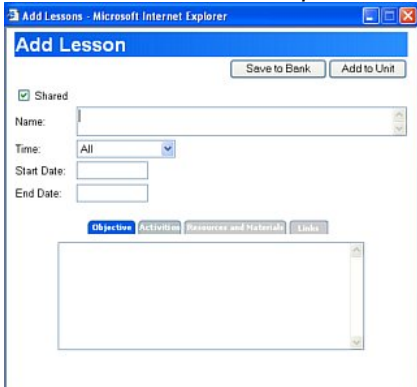 Add Lessons - Microsoft Internet Explorer
Add Lesson
Save to Bank Add to Unit
Shared
Name:
Time: All
Start Date:
End Date:
Objective Activities Resources and Materials Links